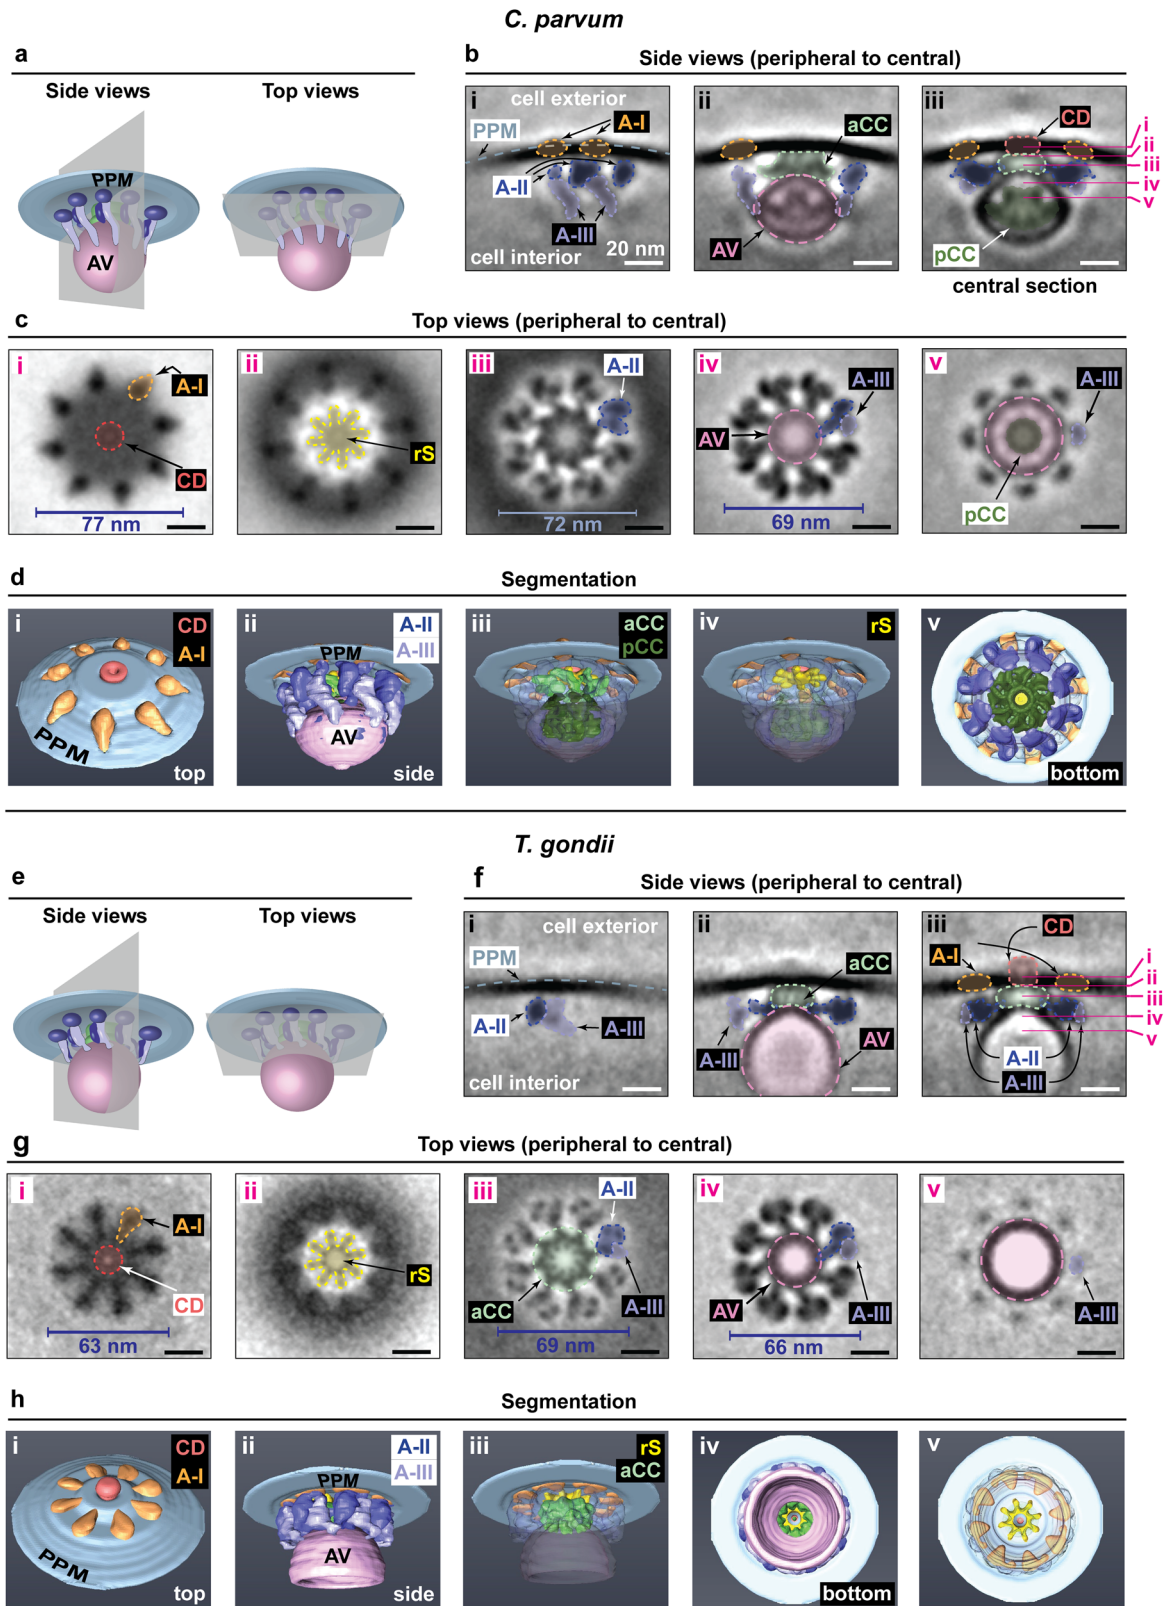 C. parvum
a
Side views
Top views
PPM
AV
b
Side views (peripheral to central)
i
cell exterior
PPM
A-I
A-II
A-III
cell interior
20 nm
ii
aCC
AV
iii
CD
pCC
i
ii
iii
iv
v
central section
c
Top views (peripheral to central)
i
A-I
CD
77 nm
ii
rS
iii
A-II
72 nm
iv
A-III
AV
69 nm
v
A-III
pCC
d
Segmentation
i
CD
A-I
PPM
top
ii
A-II
A-III
PPM
AV
side
iii
aCC
pCC
iv
rS
v
bottom
T. gondii
e
Side views
Top views
f
Side views (peripheral to central)
i
cell exterior
PPM
A-II
A-III
cell interior
ii
aCC
A-III
AV
iii
CD
A-I
A-II
A-III
i
ii
iii
iv
v
g
Top views (peripheral to central)
i
A-I
CD
63 nm
ii
rS
iii
A-II
aCC
A-III
69 nm
iv
AV
A-III
66 nm
v
A-III
h
Segmentation
i
CD
A-I
PPM
top
ii
A-II
A-III
PPM
AV
side
iii
rS
aCC
iv
bottom
v